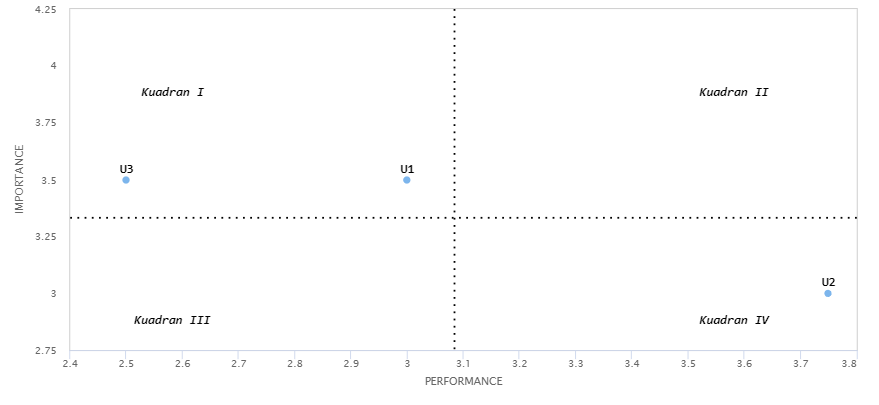 4.25
4
Kuadran I
Kuadran II
3.75
U3
U1
3.5
IMPORTANCE
3.25
U2
3
Kuadran III
Kuadran IV
2.75
2.4 2.5 2.6 2.7 2.8 2.9 3 3.1 3.2 3.3 3.4 3.5 3.6 3.7 3.8
PERFORMANCE